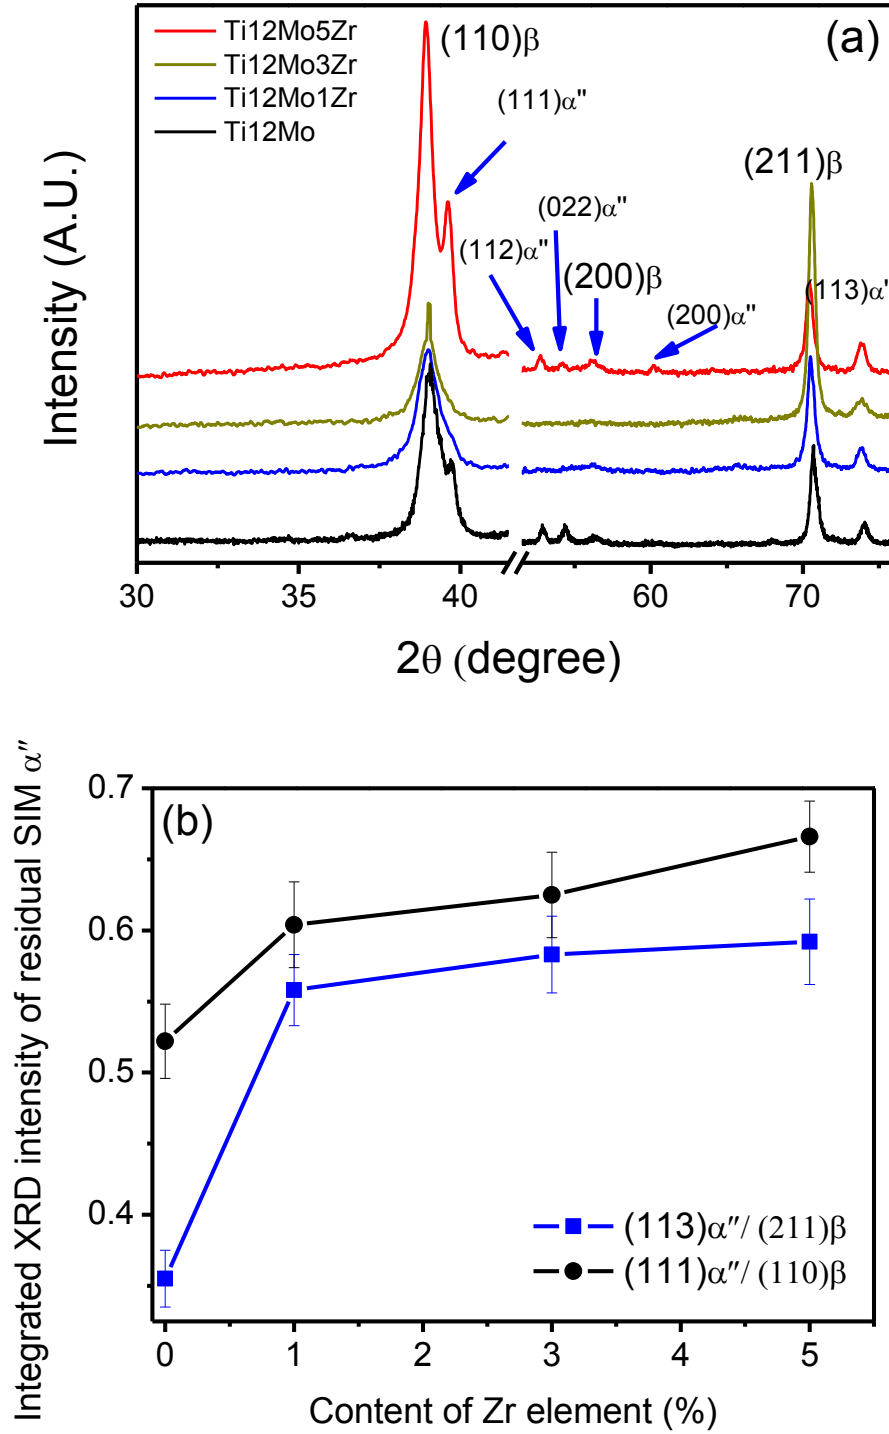 Ti12Mo5Zr
Ti12Mo3Zr
Ti12Mo1Zr
Ti12Mo
(110)β
(a)
(111)α"
(211)β
(022)α"
(112)α"
(200)β
(113)α'
(200)α"
Intensity (A.U.)
30
35
40
60
70
2θ (degree)
Integrated XRD intensity of residual SIM α″
(b)
0.7
0.6
0.5
0.4
(113)α″/ (211)β
(111)α″/ (110)β
0
1
2
3
4
5
Content of Zr element (%)